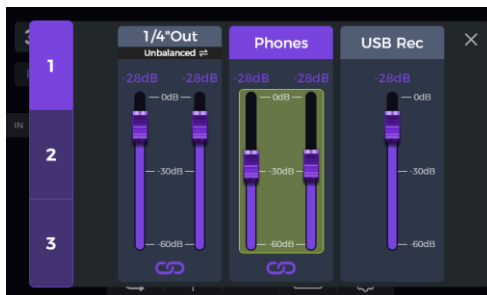 3
1
2
3
IN
1/4"Out
Unbalanced ⇌
-28dB -28dB
0dB
-30dB
-60dB
Phones
-28dB -28dB
0dB
-30dB
-60dB
USB Rec
-28dB
0dB
-30dB
-60dB